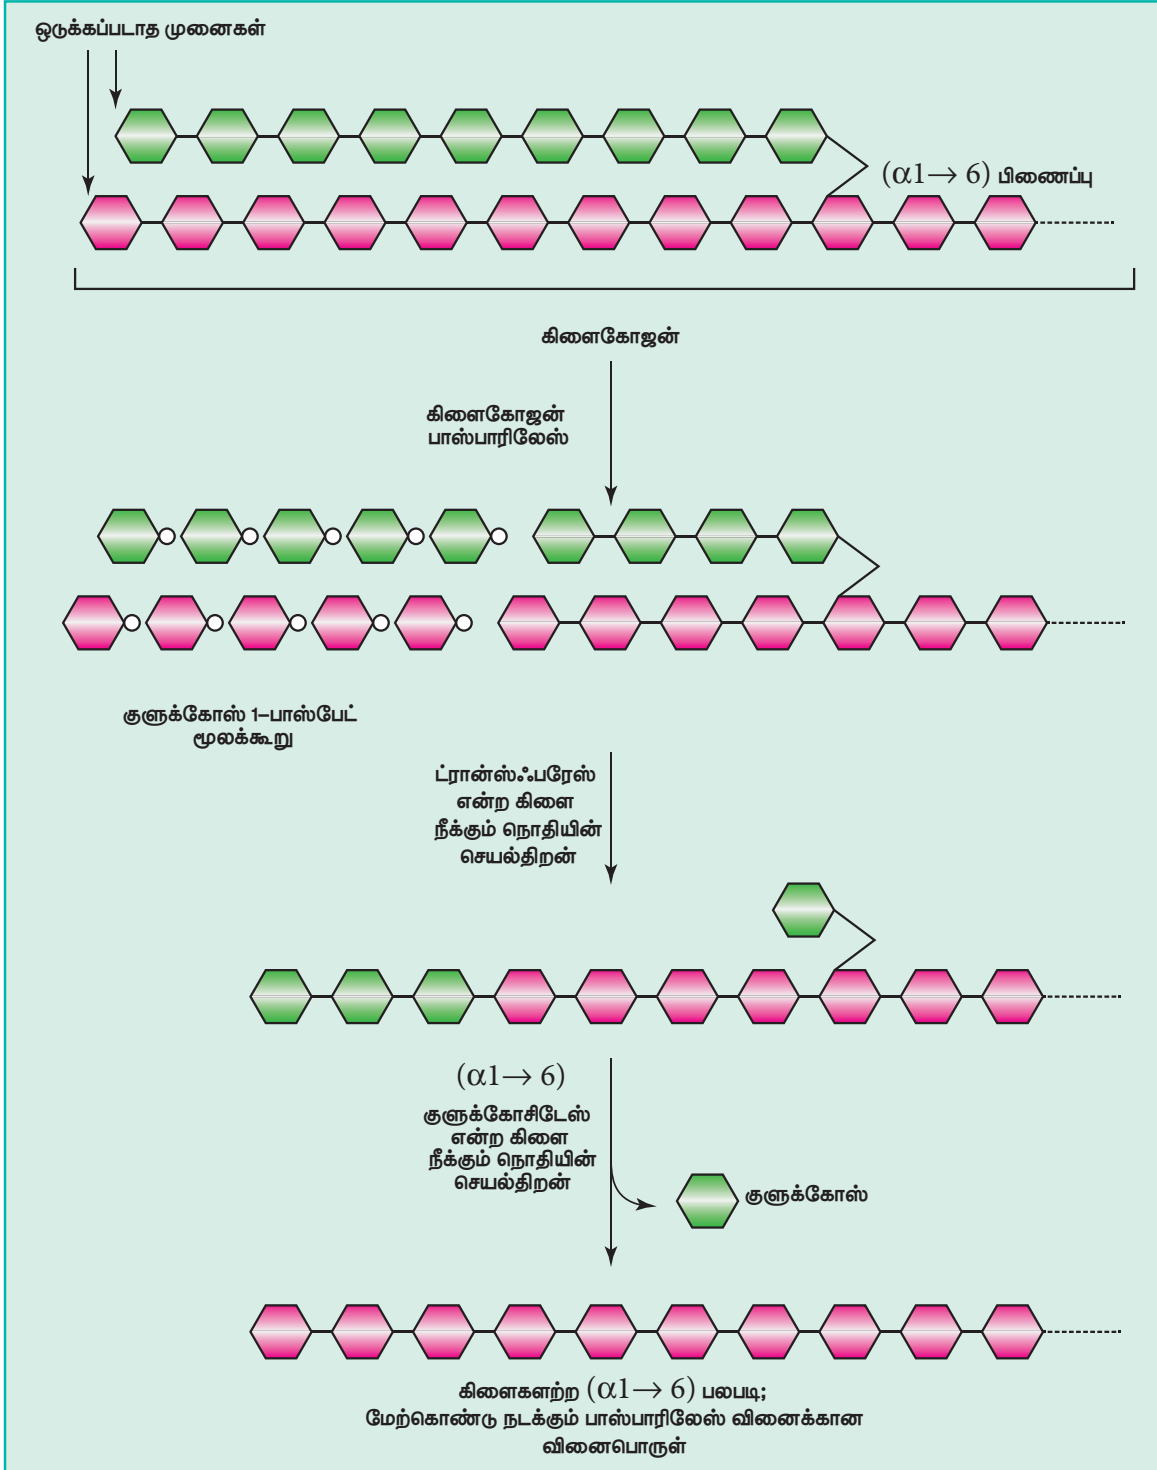 ஒடுக்கப்படாத முனைகள்
(α1→ 6) பிணைப்பு
கிளைகோஜன்
கிளைகோஜன்
பாஸ்பாரிலேஸ்
குளுக்கோஸ் 1–பாஸ்பேட்
மூலக்கூறு
ட்ரான்ஸ்ஃபரேஸ்
என்ற கிளை
நீக்கும் நொதியின்
செயல்திறன்
(α1→ 6)
குளுக்கோசிடேஸ்
என்ற கிளை
நீக்கும் நொதியின்
செயல்திறன்
குளுக்கோஸ்
கிளைகளற்ற (α1→ 6) பலபடி;
மேற்கொண்டு நடக்கும் பாஸ்பாரிலேஸ் வினைக்கான
வினைபொருள்